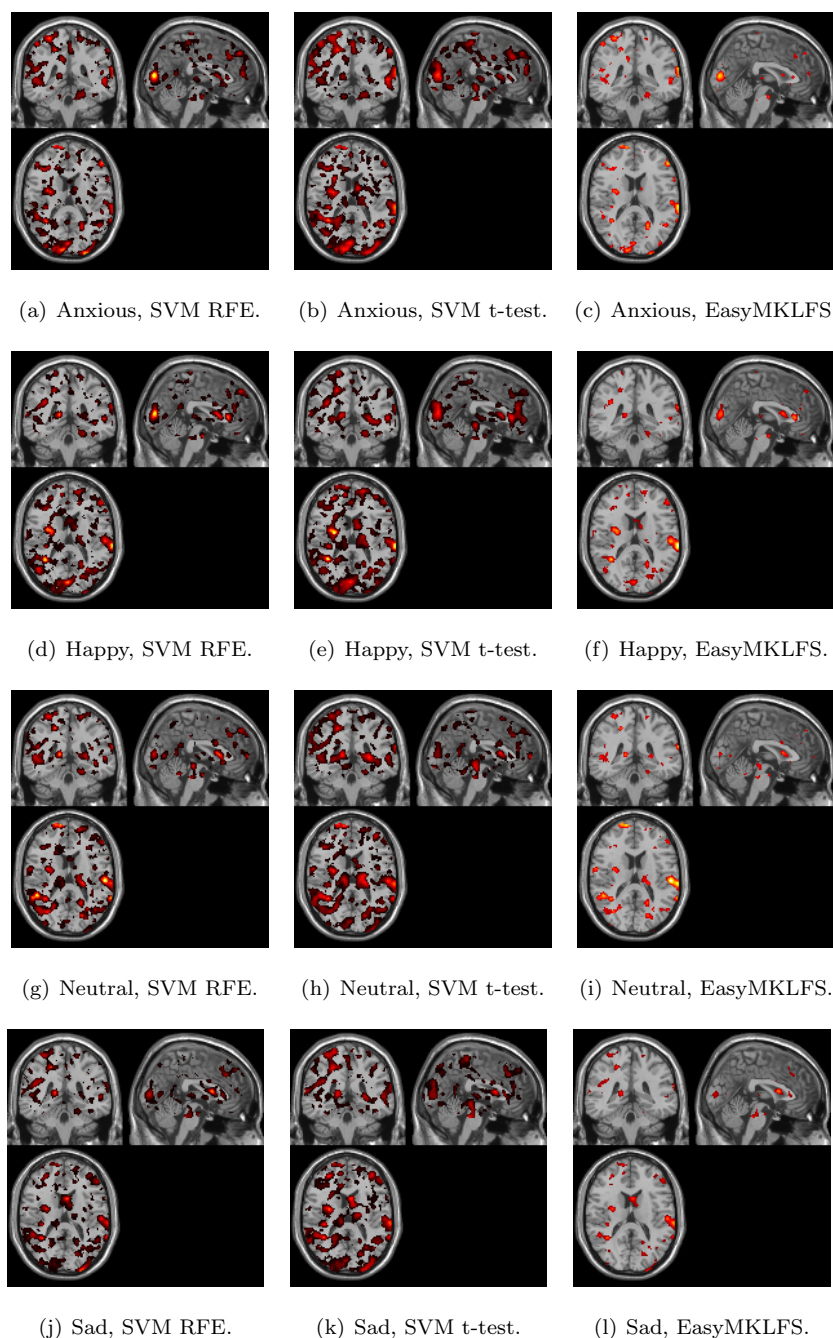 (a) Anxious, SVM RFE. (b) Anxious, SVM t-test. (c) Anxious, EasyMKLFS
(d) Happy, SVM RFE. (e) Happy, SVM t-test. (f) Happy, EasyMKLFS.
(g) Neutral, SVM RFE. (h) Neutral, SVM t-test. (i) Neutral, EasyMKLFS.
(j) Sad, SVM RFE. (k) Sad, SVM t-test. (l) Sad, EasyMKLFS.